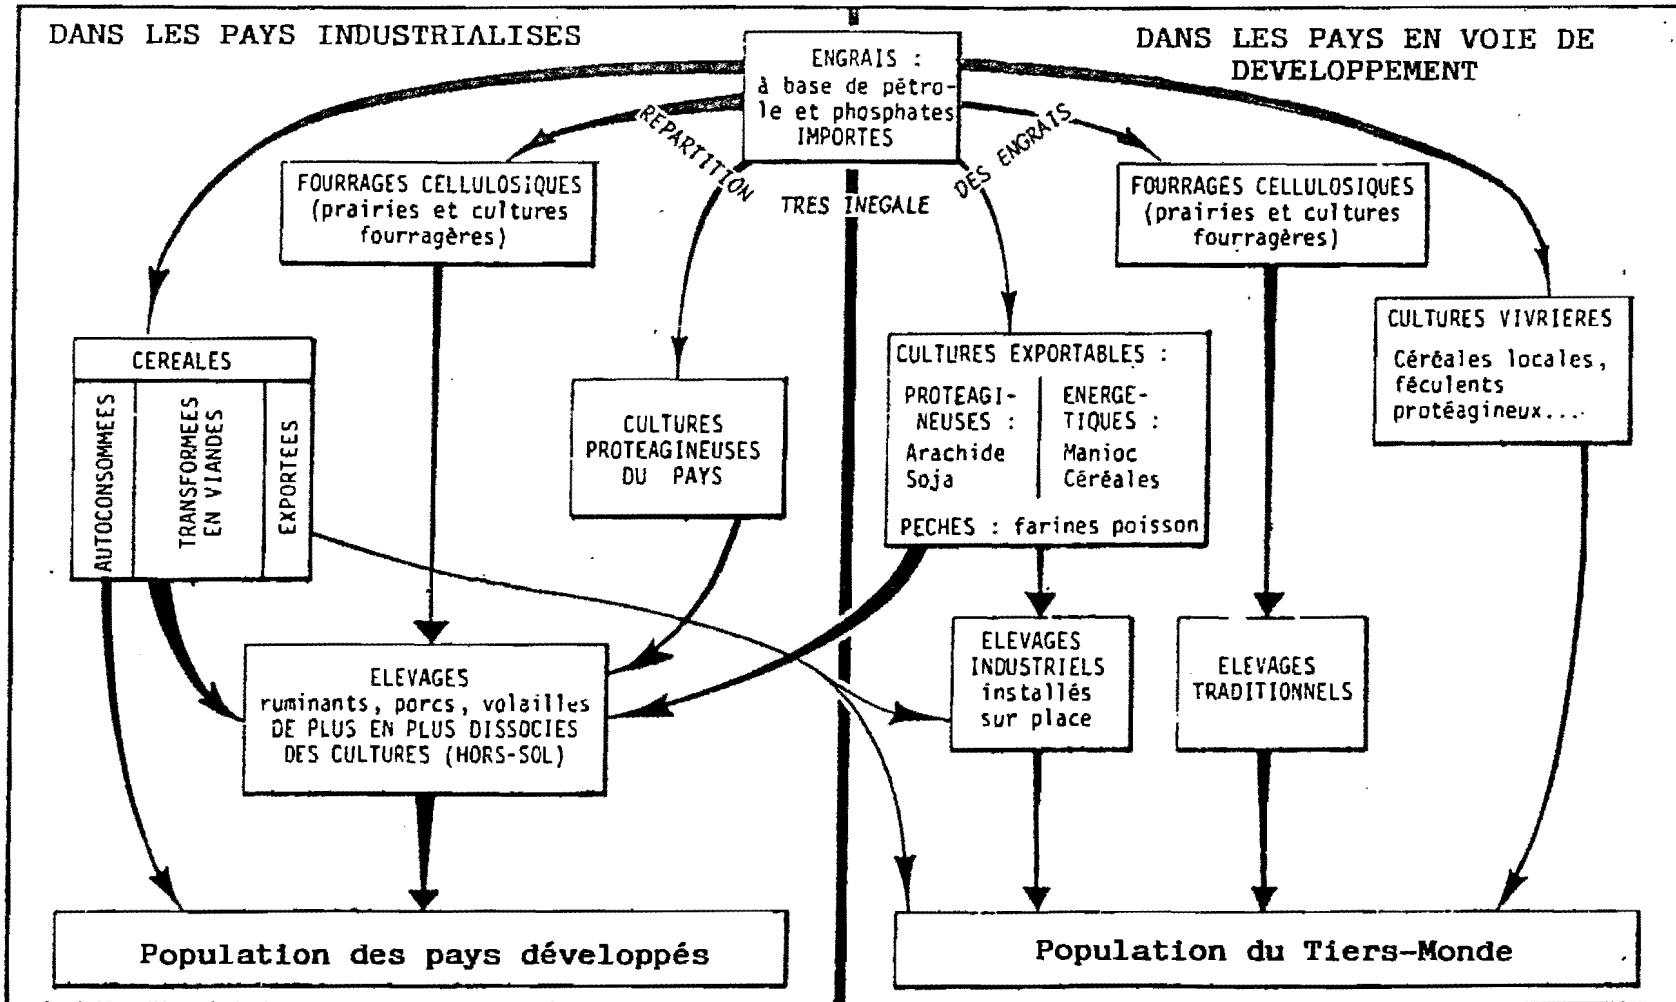 DANS LES PAYS INDUSTRIALISES
DANS LES PAYS EN VOIE DE
DEVELOPPEMENT
ENGRAIS :
à base de pétro-
le et phosphates
IMPORTES
REPARTITION
DES ENGRAIS
TRES INEGALE
FOURRAGES CELLULOSIQUES
(prairies et cultures
fourragères)
FOURRAGES CELLULOSIQUES
(prairies et cultures
fourragères)
CEREALES
AUTOCONSOMMEES
TRANSFORMEES
EN VIANDES
EXPORTEES
CULTURES
PROTEAGINEUSES
DU PAYS
CULTURES EXPORTABLES :
PROTEAGI-
NEUSES :
Arachide
Soja
ENERGE-
TIQUES :
Manioc
Céréales
PECHES : farines poisson
CULTURES VIVRIERES
Céréales locales,
féculents
protéagineux...
ELEVAGES
ruminants, porcs, volailles
DE PLUS EN PLUS DISSOCIES
DES CULTURES (HORS-SOL)
ELEVAGES
INDUSTRIELS
installés
sur place
ELEVAGES
TRADITIONNELS
Population des pays développés
Population du Tiers-Monde